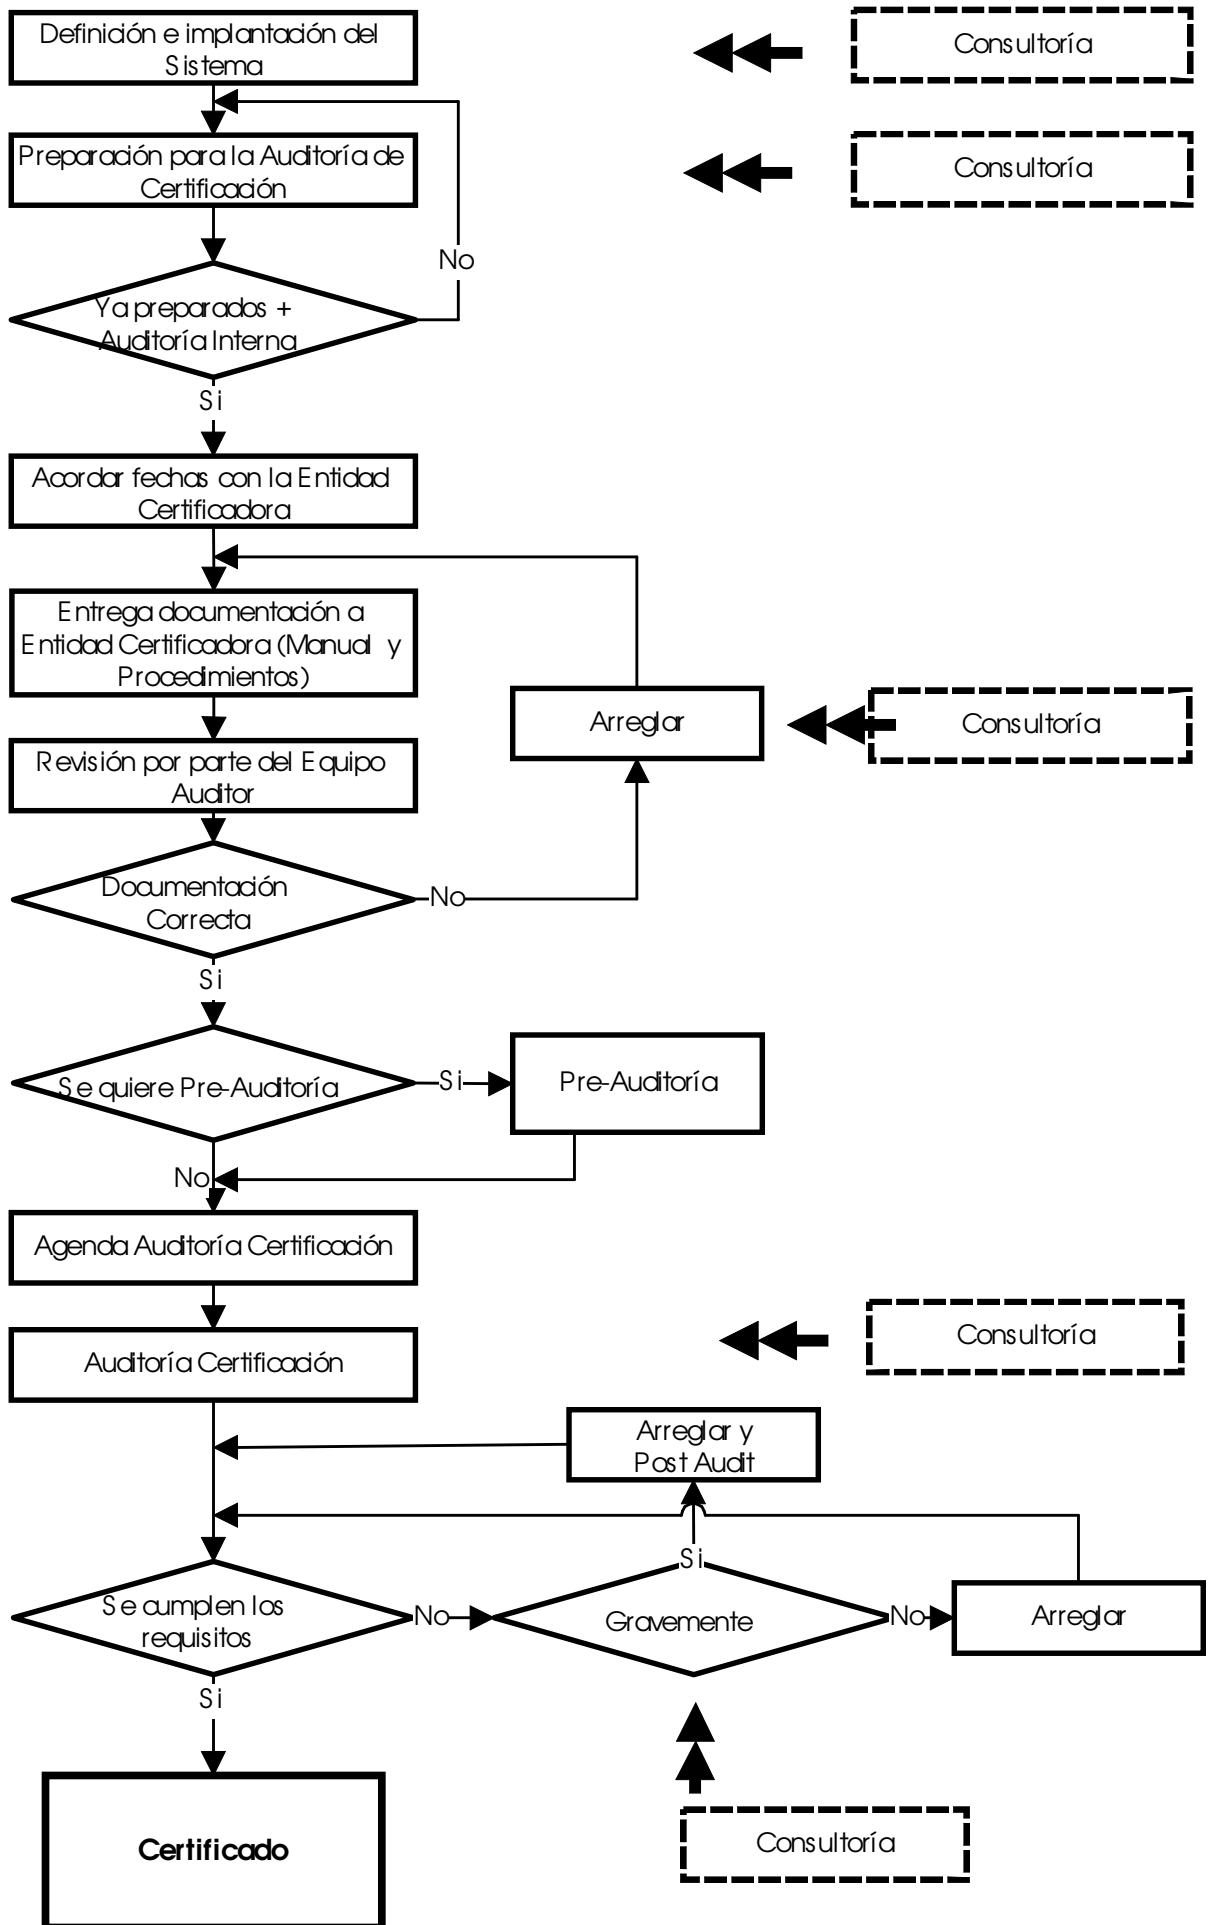 Definición e implantación del
Sistema
Consultoría
Preparación para la Auditoría de
Certificación
Consultoría
No
Ya preparados +
Auditoría Interna
Si
Acordar fechas con la Entidad
Certificadora
Entrega documentación a
Entidad Certificadora (Manual y
Procedimientos)
Arreglar
Consultoría
Revisión por parte del Equipo
Auditor
Documentación
Correcta
No
Si
Se quiere Pre-Auditoría
Si
Pre-Auditoría
No
Agenda Auditoría Certificación
Auditoría Certificación
Consultoría
Arreglar y
Post Audit
Si
Se cumplen los
requisitos
No
Gravemente
No
Arreglar
Si
Certificado
Consultoría